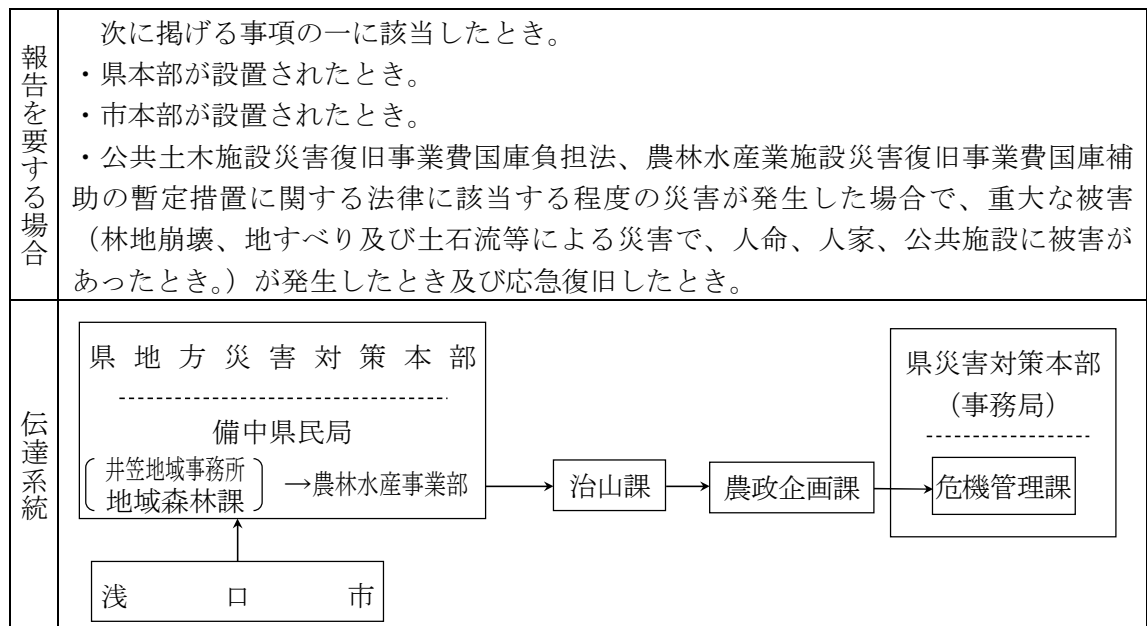 報告を要する場合
次に掲げる事項の一に該当したとき。
・県本部が設置されたとき。
・市本部が設置されたとき。
・公共土木施設災害復旧事業費国庫負担法、農林水産業施設災害復旧事業費国庫補
助の暫定措置に関する法律に該当する程度の災害が発生した場合で、重大な被害
（林地崩壊、地すべり及び土石流等による災害で、人命、人家、公共施設に被害が
あったとき。）が発生したとき及び応急復旧したとき。
伝達系統
県地方災害対策本部
備中県民局
井笠地域事務所
地域森林課
→農林水産事業部
治山課
農政企画課
県災害対策本部
（事務局）
危機管理課
浅口市